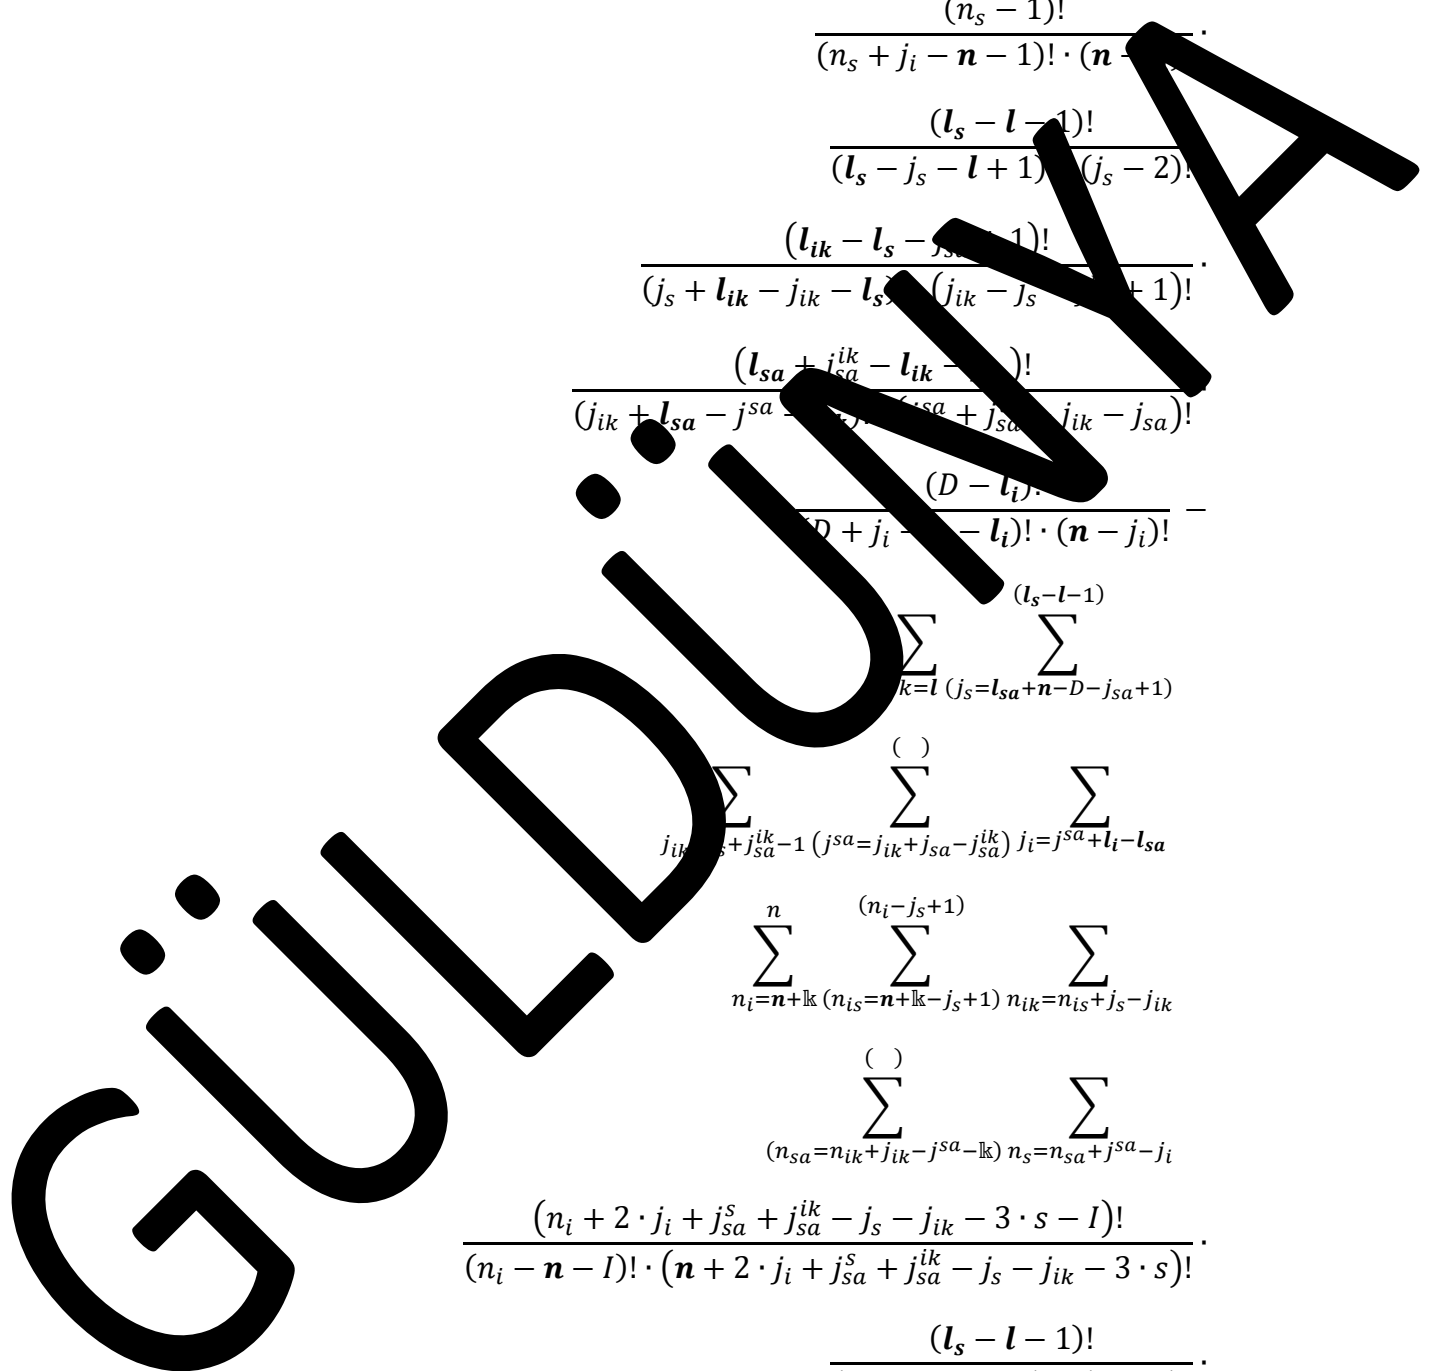 (n_s − 1)!
(n_s + j_i − n − 1)! · (n − ·
(l_s − l − 1)!
(l_s − j_s − l + 1) (j_s − 2)!
(l_ik − l_s − 1)!
(j_s + l_ik − j_ik − l_s) (j_ik − j_s + 1)! ·
(l_sa + j_sa^ik − l_ik − )!
(j_ik + l_sa − j^sa − (j^sa + j_sa j_ik − j_sa)!
(D − l_i)!
(D + j_i − l_i)! · (n − j_i)! −
(l_s−l−1)
∑ ∑
k=l (j_s=l_sa+n−D−j_sa+1)
( )
∑ ∑ ∑
j_ik s+j_sa^ik−1 (j^sa=j_ik+j_sa−j_sa^ik) j_i=j^sa+l_i−l_sa
n (n_i−j_s+1)
∑ ∑ ∑
n_i=n+𝕜 (n_is=n+𝕜−j_s+1) n_ik=n_is+j_s−j_ik
( )
∑ ∑
(n_sa=n_ik+j_ik−j^sa−𝕜) n_s=n_sa+j^sa−j_i
(n_i + 2 · j_i + j_sa^s + j_sa^ik − j_s − j_ik − 3 · s − I)!
(n_i − n − I)! · (n + 2 · j_i + j_sa^s + j_sa^ik − j_s − j_ik − 3 · s)! ·
(l_s − l − 1)! ·
GÜLDÜNYA